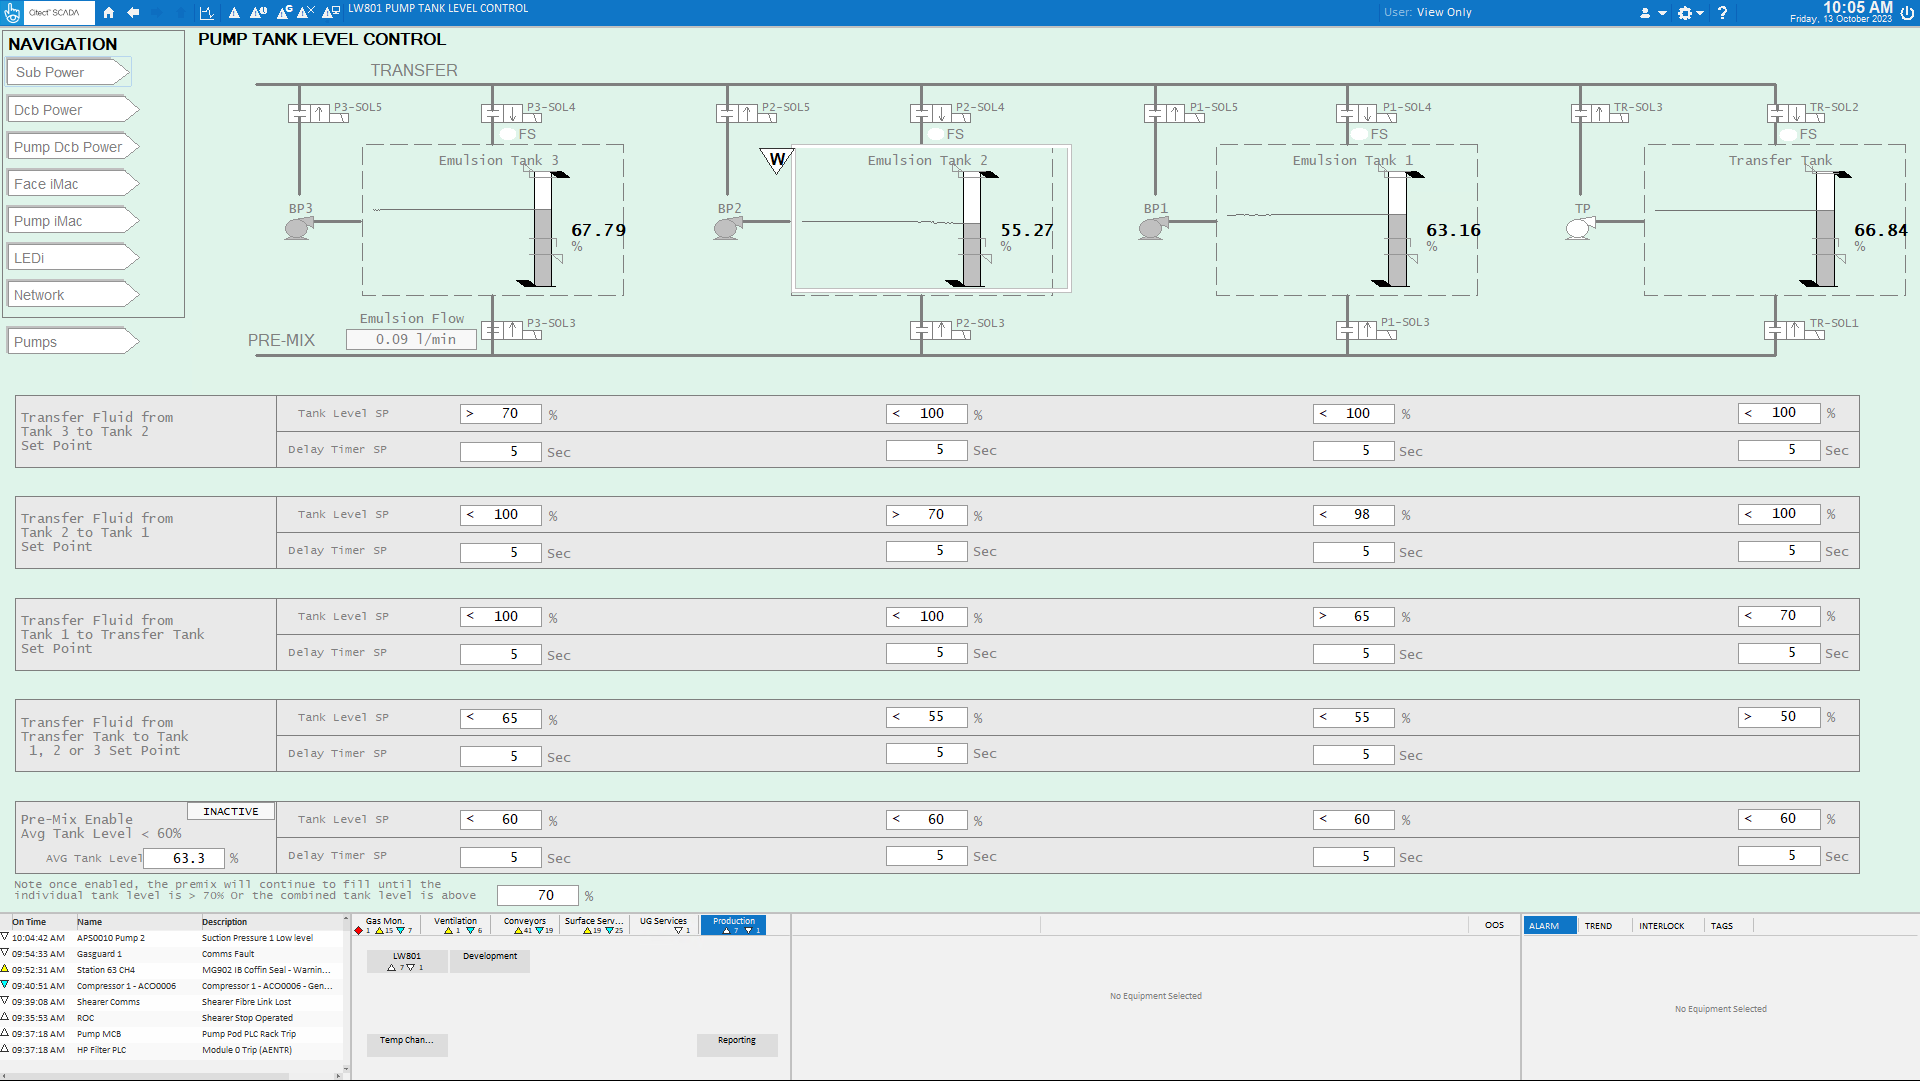 Citect SCADA
LW801 PUMP TANK LEVEL CONTROL
User: View Only
10:05 AM
Friday, 13 October 2023
NAVIGATION
Sub Power
Dcb Power
Pump Dcb Power
Face iMac
Pump iMac
LEDi
Network
Pumps
PUMP TANK LEVEL CONTROL
TRANSFER
P3-SOL5 P3-SOL4 P2-SOL5 P2-SOL4 P1-SOL5 P1-SOL4 TR-SOL3 TR-SOL2
FS FS FS FS
W
Emulsion Tank 3 Emulsion Tank 2 Emulsion Tank 1 Transfer Tank
BP3 BP2 BP1 TP
67.79 % 55.27 % 63.16 % 66.84 %
Emulsion Flow
0.09 l/min
PRE-MIX
P3-SOL3 P2-SOL3 P1-SOL3 TR-SOL1
Transfer Fluid from
Tank 3 to Tank 2
Set Point
Tank Level SP > 70 % < 100 % < 100 % < 100 %
Delay Timer SP 5 Sec 5 Sec 5 Sec 5 Sec
Transfer Fluid from
Tank 2 to Tank 1
Set Point
Tank Level SP < 100 % > 70 % < 98 % < 100 %
Delay Timer SP 5 Sec 5 Sec 5 Sec 5 Sec
Transfer Fluid from
Tank 1 to Transfer Tank
Set Point
Tank Level SP < 100 % < 100 % > 65 % < 70 %
Delay Timer SP 5 Sec 5 Sec 5 Sec 5 Sec
Transfer Fluid from
Transfer Tank to Tank
1, 2 or 3 Set Point
Tank Level SP < 65 % < 55 % < 55 % > 50 %
Delay Timer SP 5 Sec 5 Sec 5 Sec
INACTIVE
Pre-Mix Enable
Avg Tank Level < 60%
AVG Tank Level 63.3 %
Tank Level SP < 60 % < 60 % < 60 % < 60 %
Delay Timer SP 5 Sec 5 Sec 5 Sec 5 Sec
Note once enabled, the premix will continue to fill until the
individual tank level is > 70% Or the combined tank level is above 70 %
On Time Name Description
10:04:42 AM APS0010 Pump 2 Suction Pressure 1 Low level
09:54:33 AM Gasguard 1 Comms Fault
09:52:31 AM Station 63 CH4 MG902 IB Coffin Seal - Warnin...
09:40:51 AM Compressor 1 - ACO0006 Compressor 1 - ACO0006 - Gen...
09:39:08 AM Shearer Comms Shearer Fibre Link Lost
09:35:53 AM ROC Shearer Stop Operated
09:37:18 AM Pump MCB Pump Pod PLC Rack Trip
09:37:18 AM HP Filter PLC Module 0 Trip (AENTR)
Gas Mon. Ventilation Conveyors Surface Serv... UG Services Production
1 15 7 1 6 41 19 19 25 1 7 1
LW801
7 1
Development
Temp Chan...
Reporting
OOS
No Equipment Selected
ALARM TREND INTERLOCK TAGS
No Equipment Selected